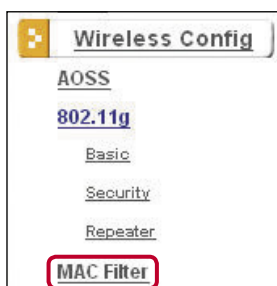 Wireless Config
AOSS
802.11g
Basic
Security
Repeater
MAC Filter